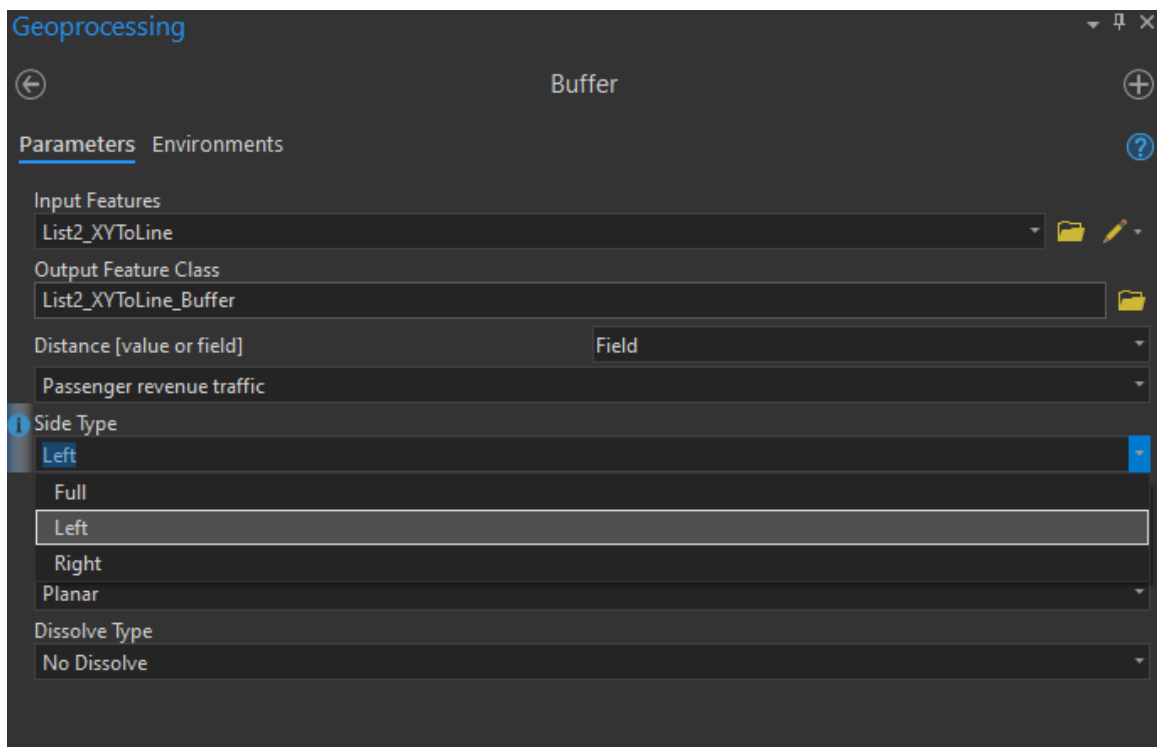 Geoprocessing
Buffer
Parameters Environments
Input Features
List2_XYToLine
Output Feature Class
List2_XYToLine_Buffer
Distance [value or field] Field
Passenger revenue traffic
Side Type
Left
Full
Left
Right
Planar
Dissolve Type
No Dissolve